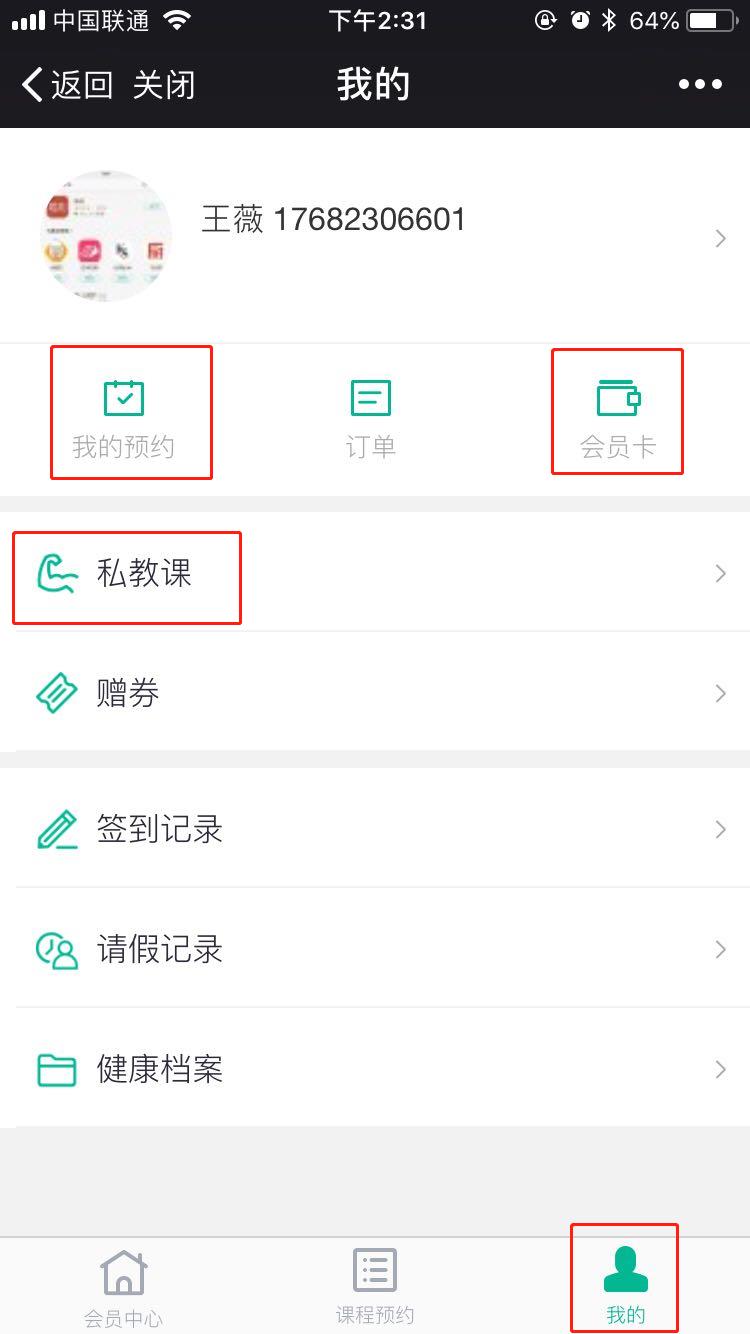 中国联通 下午2:31 64%
返回 关闭 我的
王薇 17682306601
我的预约 订单 会员卡
私教课
赠券
签到记录
请假记录
健康档案
会员中心 课程预约 我的